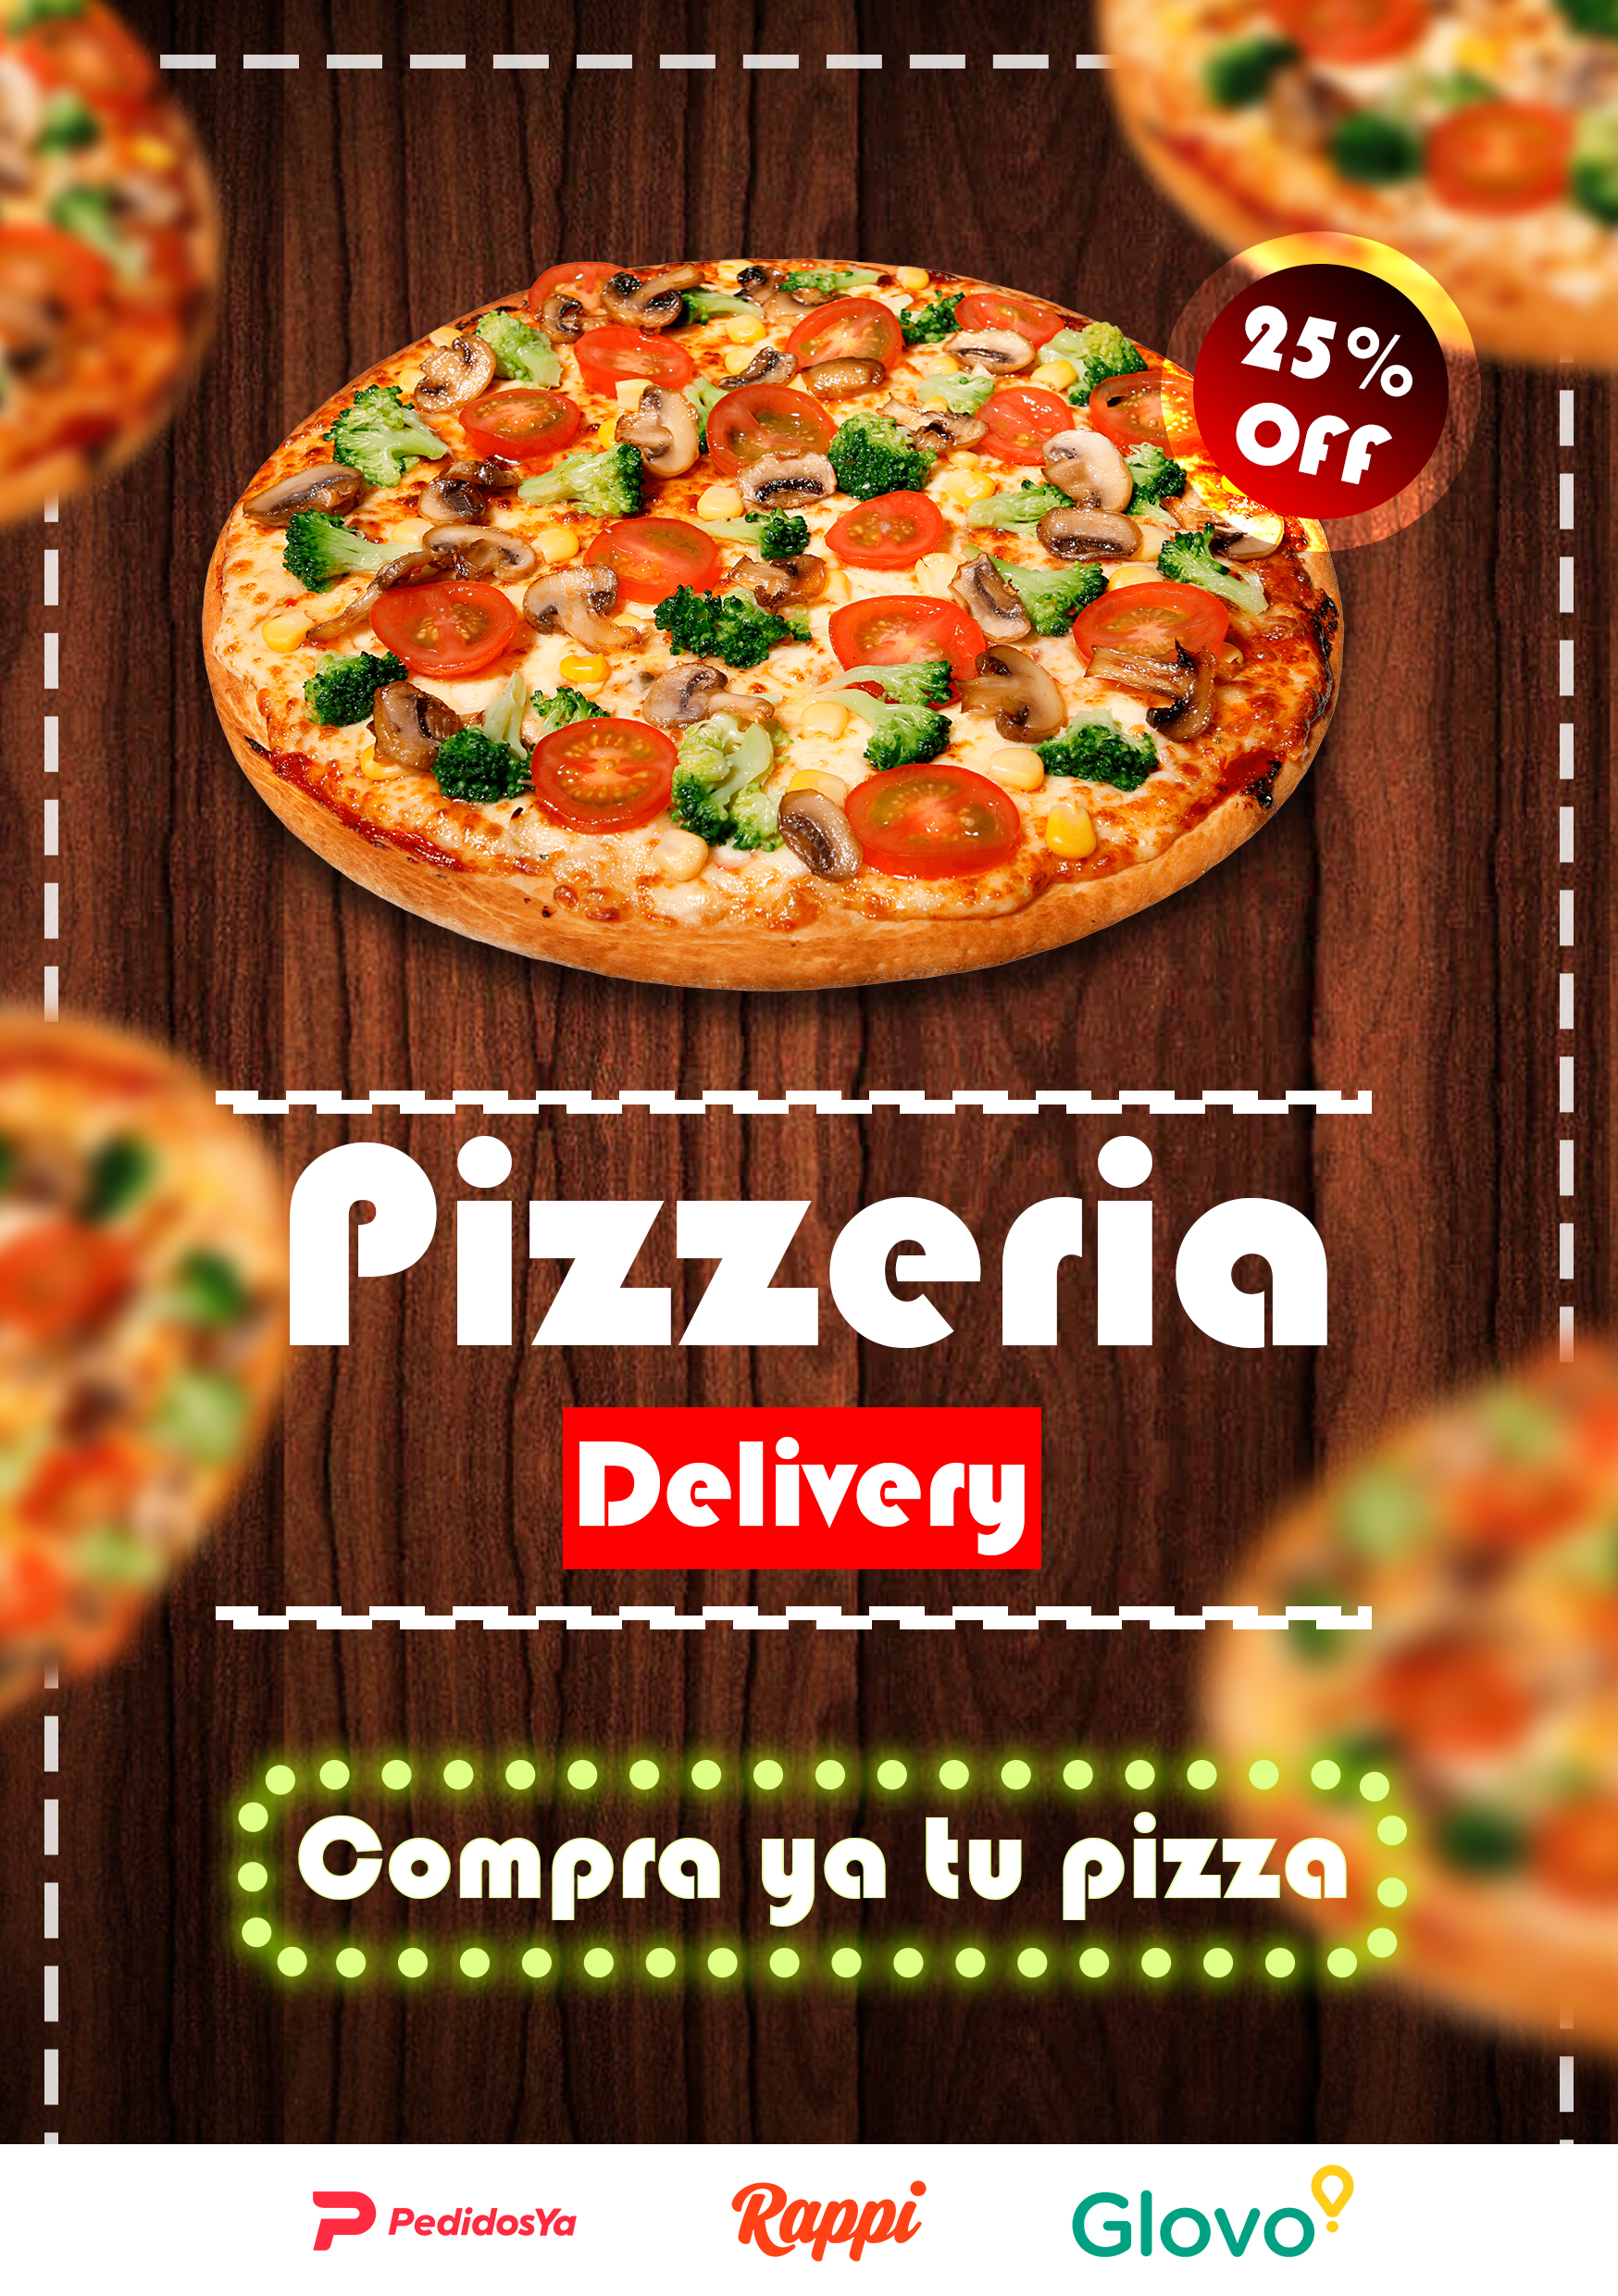 25%
OFF
Pizzeria
Delivery
Compra ya tu pizza
PedidosYa
Rappi
Glovo